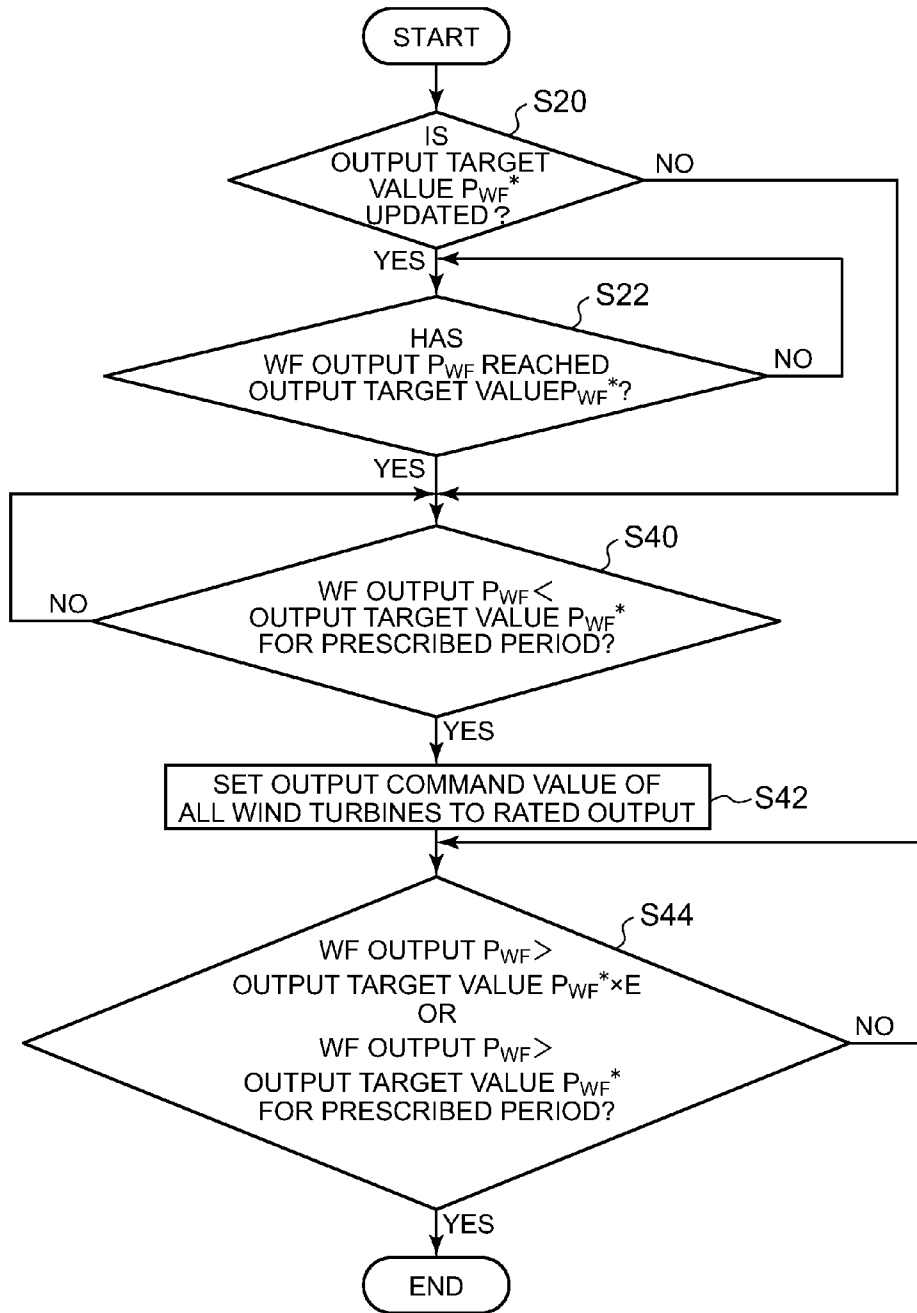 START
S20
IS
OUTPUT TARGET
VALUE PWF*
UPDATED?
NO
YES
S22
HAS
WF OUTPUT PWF REACHED
OUTPUT TARGET VALUEPWF*?
NO
YES
S40
WF OUTPUT PWF<
OUTPUT TARGET VALUE PWF*
FOR PRESCRIBED PERIOD?
NO
YES
SET OUTPUT COMMAND VALUE OF
ALL WIND TURBINES TO RATED OUTPUT
S42
S44
WF OUTPUT PWF>
OUTPUT TARGET VALUE PWF*×E
OR
WF OUTPUT PWF>
OUTPUT TARGET VALUE PWF*
FOR PRESCRIBED PERIOD?
NO
YES
END